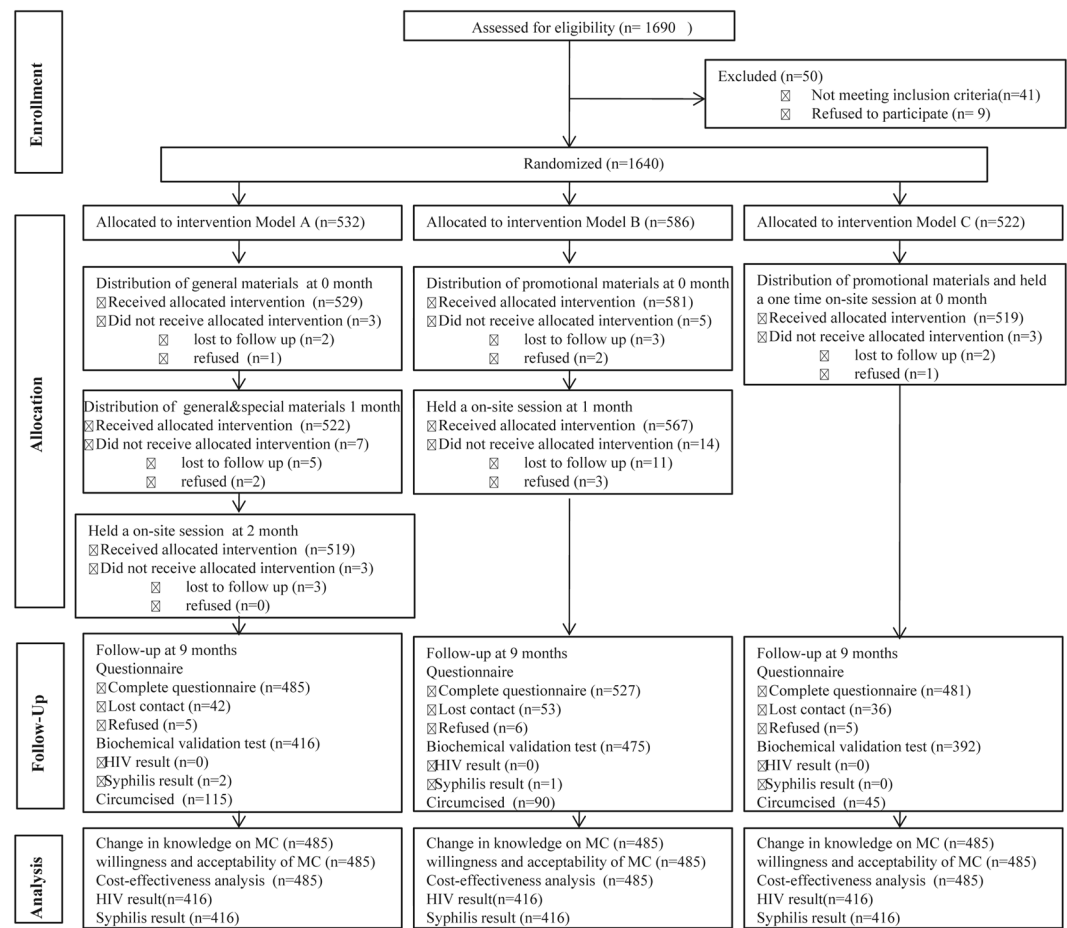 Enrollment
Assessed for eligibility (n= 1690 )
Excluded (n=50)
Not meeting inclusion criteria(n=41)
Refused to participate (n= 9)
Randomized (n=1640)
Allocation
Allocated to intervention Model A (n=532)
Distribution of general materials at 0 month
Received allocated intervention (n=529)
Did not receive allocated intervention (n=3)
lost to follow up (n=2)
refused (n=1)
Distribution of general&special materials 1 month
Received allocated intervention (n=522)
Did not receive allocated intervention (n=7)
lost to follow up (n=5)
refused (n=2)
Held a on-site session at 2 month
Received allocated intervention (n=519)
Did not receive allocated intervention (n=3)
lost to follow up (n=3)
refused (n=0)
Allocated to intervention Model B (n=586)
Distribution of promotional materials at 0 month
Received allocated intervention (n=581)
Did not receive allocated intervention (n=5)
lost to follow up (n=3)
refused (n=2)
Held a on-site session at 1 month
Received allocated intervention (n=567)
Did not receive allocated intervention (n=14)
lost to follow up (n=11)
refused (n=3)
Allocated to intervention Model C (n=522)
Distribution of promotional materials and held
a one time on-site session at 0 month
Received allocated intervention (n=519)
Did not receive allocated intervention (n=3)
lost to follow up (n=2)
refused (n=1)
Follow-Up
Follow-up at 9 months
Questionnaire
Complete questionnaire (n=485)
Lost contact (n=42)
Refused (n=5)
Biochemical validation test (n=416)
HIV result (n=0)
Syphilis result (n=2)
Circumcised (n=115)
Follow-up at 9 months
Questionnaire
Complete questionnaire (n=527)
Lost contact (n=53)
Refused (n=6)
Biochemical validation test (n=475)
HIV result (n=0)
Syphilis result (n=1)
Circumcised (n=90)
Follow-up at 9 months
Questionnaire
Complete questionnaire (n=481)
Lost contact (n=36)
Refused (n=5)
Biochemical validation test (n=392)
HIV result (n=0)
Syphilis result (n=0)
Circumcised (n=45)
Analysis
Change in knowledge on MC (n=485)
willingness and acceptability of MC (n=485)
Cost-effectiveness analysis (n=485)
HIV result(n=416)
Syphilis result (n=416)
Change in knowledge on MC (n=485)
willingness and acceptability of MC (n=485)
Cost-effectiveness analysis (n=485)
HIV result(n=416)
Syphilis result (n=416)
Change in knowledge on MC (n=485)
willingness and acceptability of MC (n=485)
Cost-effectiveness analysis (n=485)
HIV result(n=416)
Syphilis result (n=416)